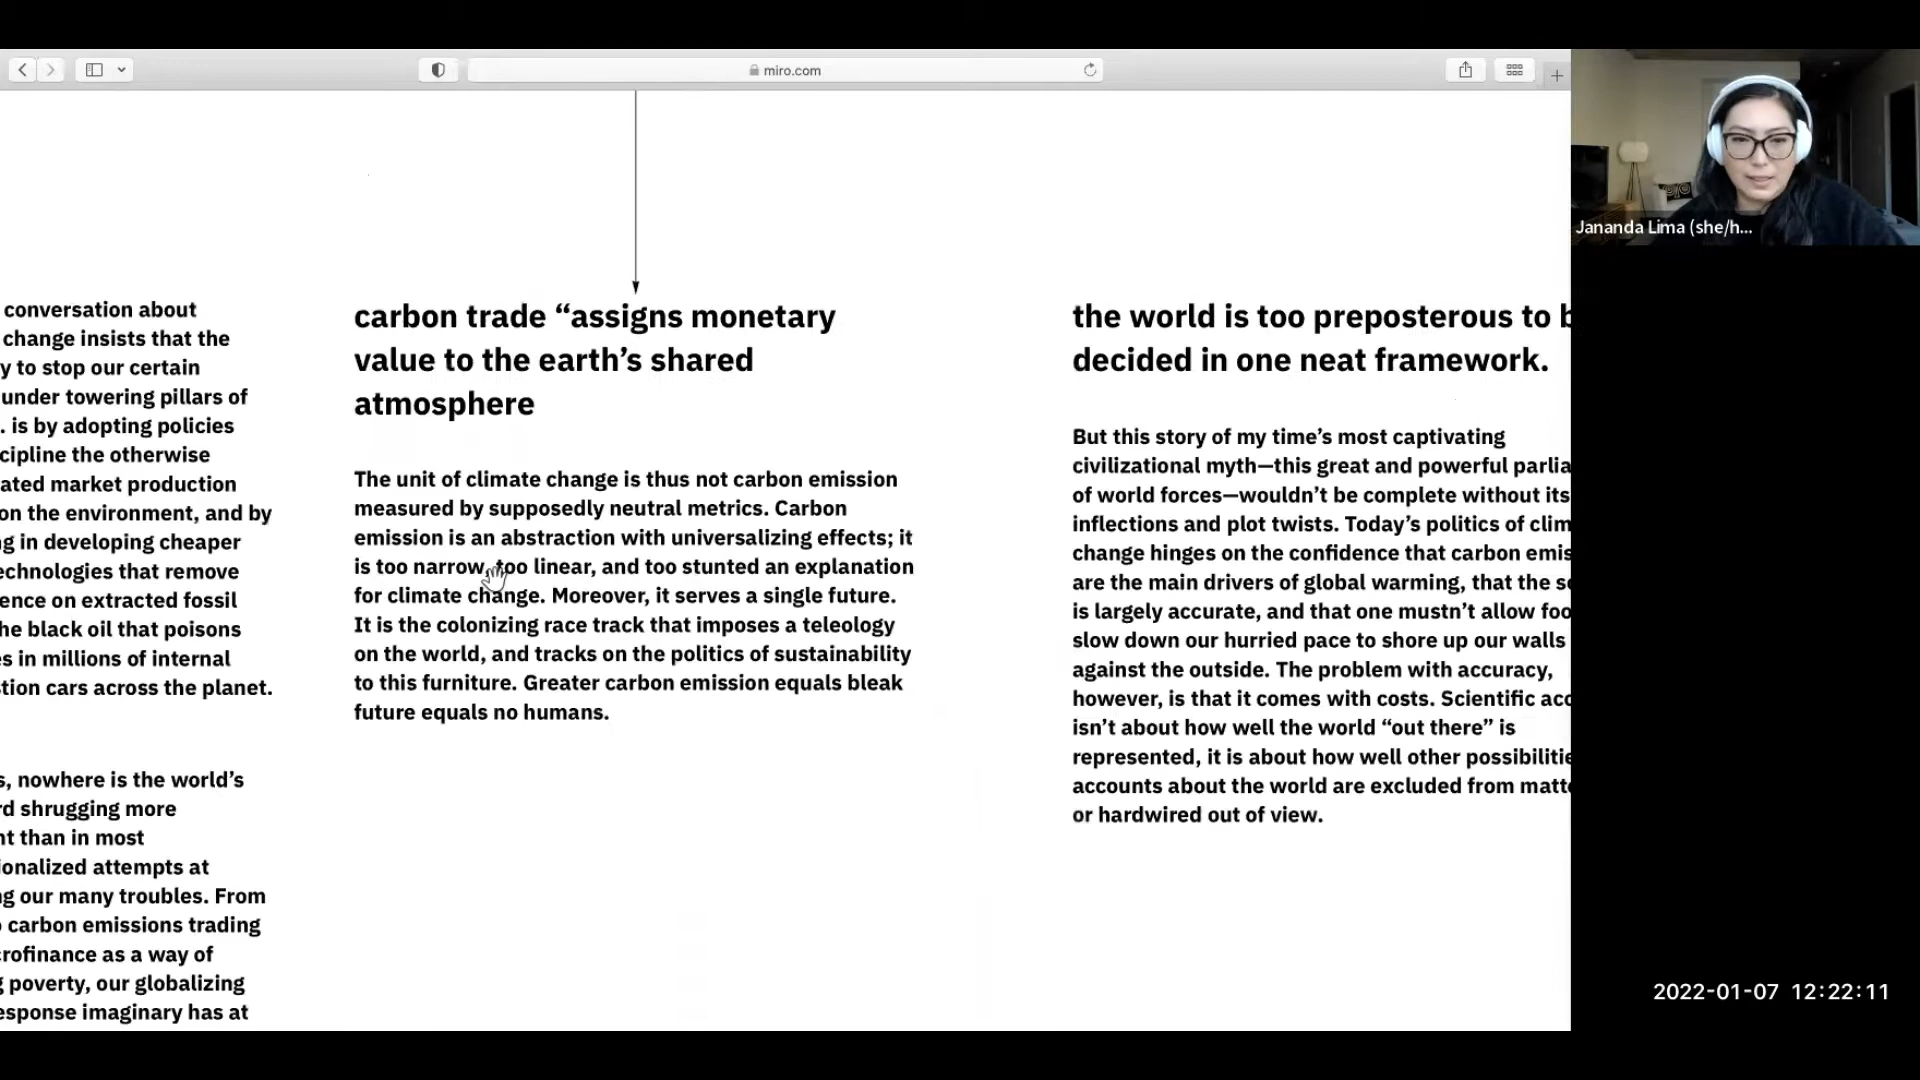 miro.com
Jananda Lima (she/h...
conversation about
change insists that the
y to stop our certain
under towering pillars of
. is by adopting policies
cipline the otherwise
ated market production
on the environment, and by
g in developing cheaper
echnologies that remove
ence on extracted fossil
he black oil that poisons
s in millions of internal
tion cars across the planet.
s, nowhere is the world's
rd shrugging more
nt than in most
ionalized attempts at
g our many troubles. From
carbon emissions trading
rofinance as a way of
g poverty, our globalizing
esponse imaginary has at
carbon trade “assigns monetary
value to the earth’s shared
atmosphere
The unit of climate change is thus not carbon emission
measured by supposedly neutral metrics. Carbon
emission is an abstraction with universalizing effects; it
is too narrow, too linear, and too stunted an explanation
for climate change. Moreover, it serves a single future.
It is the colonizing race track that imposes a teleology
on the world, and tracks on the politics of sustainability
to this furniture. Greater carbon emission equals bleak
future equals no humans.
the world is too preposterous to b
decided in one neat framework.
But this story of my time’s most captivating
civilizational myth—this great and powerful parlia
of world forces—wouldn’t be complete without its
inflections and plot twists. Today’s politics of clim
change hinges on the confidence that carbon emis
are the main drivers of global warming, that the sc
is largely accurate, and that one mustn’t allow foo
slow down our hurried pace to shore up our walls
against the outside. The problem with accuracy,
however, is that it comes with costs. Scientific acc
isn’t about how well the world “out there” is
represented, it is about how well other possibilitie
accounts about the world are excluded from matt
or hardwired out of view.
2022-01-07 12:22:11